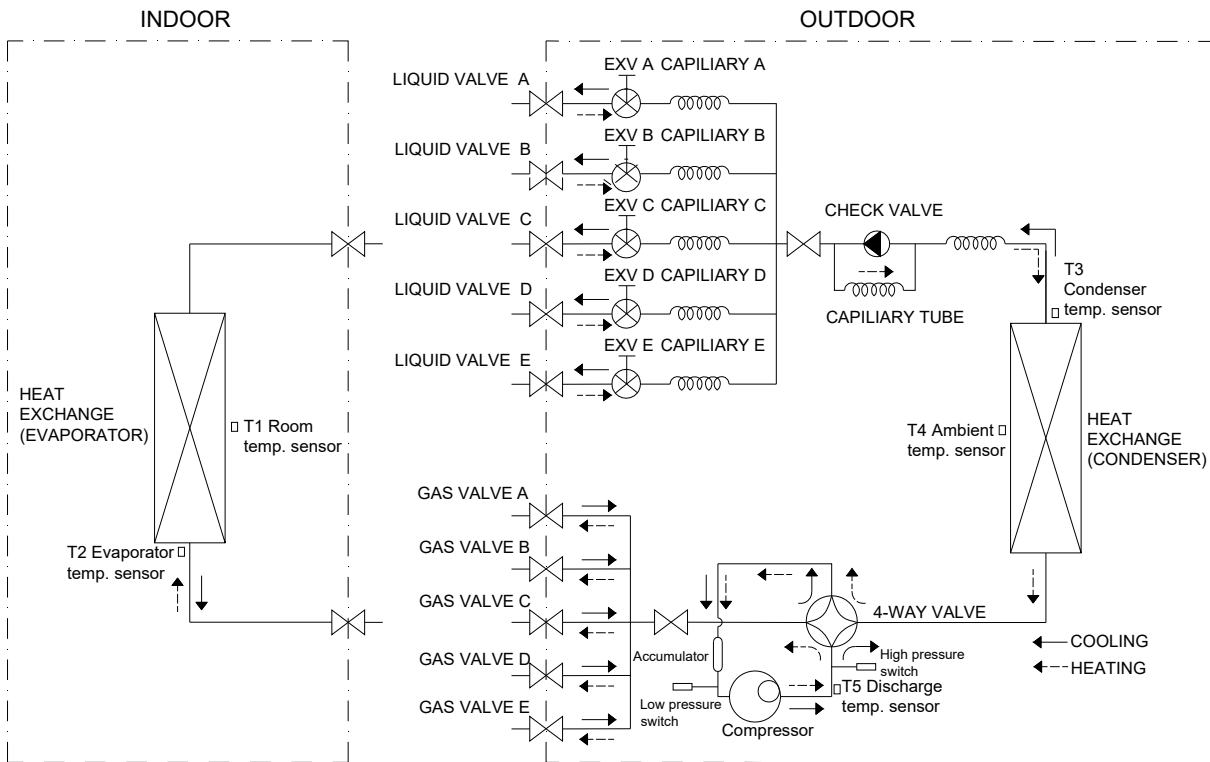 INDOOR
OUTDOOR
LIQUID VALVE A
EXV A CAPILIARY A
LIQUID VALVE B
EXV B CAPILIARY B
LIQUID VALVE C
EXV C CAPILIARY C
LIQUID VALVE D
EXV D CAPILIARY D
LIQUID VALVE E
EXV E CAPILIARY E
CHECK VALVE
CAPILIARY TUBE
T3
Condenser
temp. sensor
HEAT
EXCHANGE
(EVAPORATOR)
T1 Room
temp. sensor
T4 Ambient
temp. sensor
HEAT
EXCHANGE
(CONDENSER)
T2 Evaporator
temp. sensor
GAS VALVE A
GAS VALVE B
GAS VALVE C
GAS VALVE D
GAS VALVE E
4-WAY VALVE
Accumulator
High pressure
switch
Low pressure
switch
T5 Discharge
temp. sensor
Compressor
COOLING
HEATING